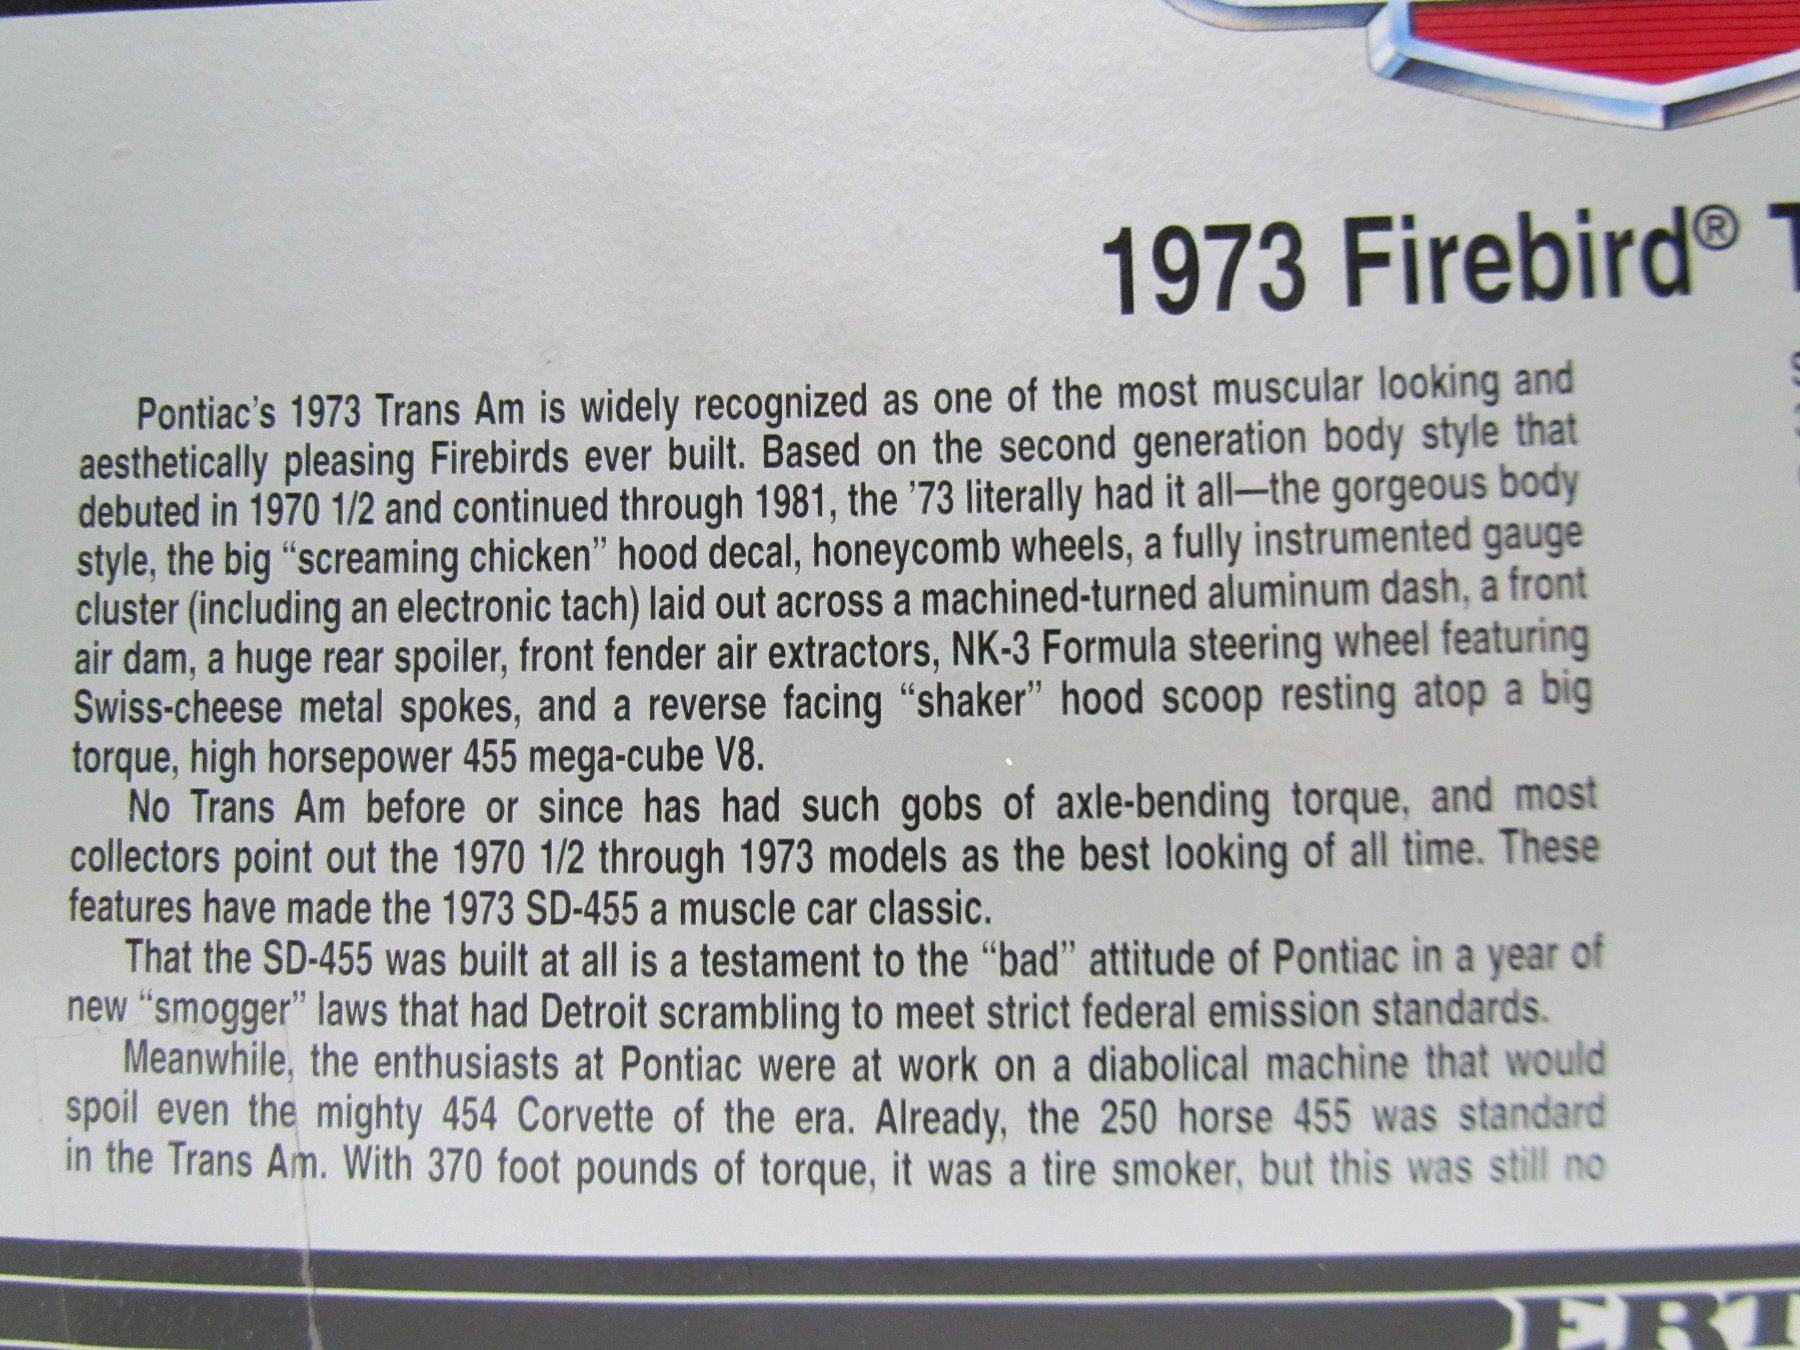 1973 Firebird®
Pontiac's 1973 Trans Am is widely recognized as one of the most muscular looking and
aesthetically pleasing Firebirds ever built. Based on the second generation body style that
debuted in 1970 1/2 and continued through 1981, the '73 literally had it all—the gorgeous body
style, the big “screaming chicken” hood decal, honeycomb wheels, a fully instrumented gauge
cluster (including an electronic tach) laid out across a machined-turned aluminum dash, a front
air dam, a huge rear spoiler, front fender air extractors, NK-3 Formula steering wheel featuring
Swiss-cheese metal spokes, and a reverse facing “shaker” hood scoop resting atop a big
torque, high horsepower 455 mega-cube V8.
No Trans Am before or since has had such gobs of axle-bending torque, and most
collectors point out the 1970 1/2 through 1973 models as the best looking of all time. These
features have made the 1973 SD-455 a muscle car classic.
That the SD-455 was built at all is a testament to the “bad” attitude of Pontiac in a year of
new “smogger” laws that had Detroit scrambling to meet strict federal emission standards.
Meanwhile, the enthusiasts at Pontiac were at work on a diabolical machine that would
spoil even the mighty 454 Corvette of the era. Already, the 250 horse 455 was standard
in the Trans Am. With 370 foot pounds of torque, it was a tire smoker, but this was still no
ERT